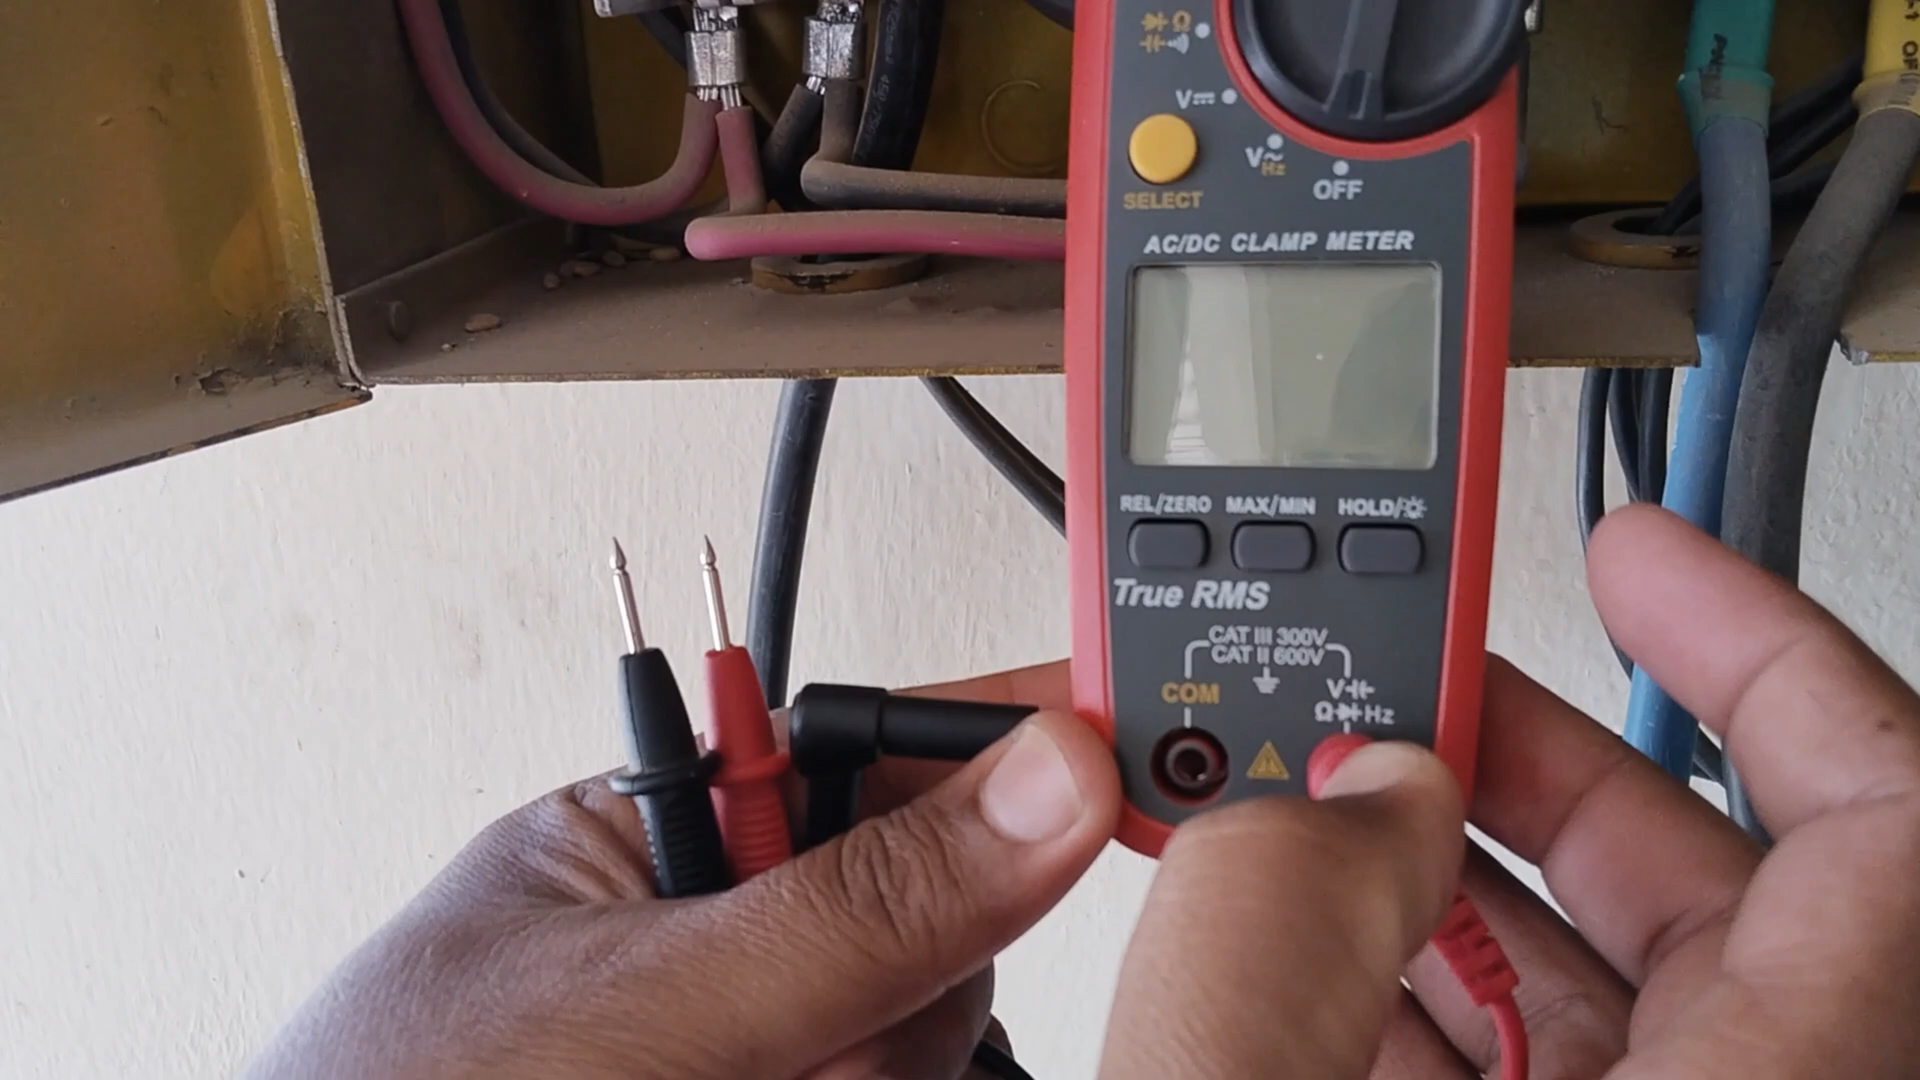 Ω
V⎓
V~
Hz
OFF
SELECT
AC/DC CLAMP METER
REL/ZERO MAX/MIN HOLD/
True RMS
CAT III 300V
CAT II 600V
COM
V
Ω Hz